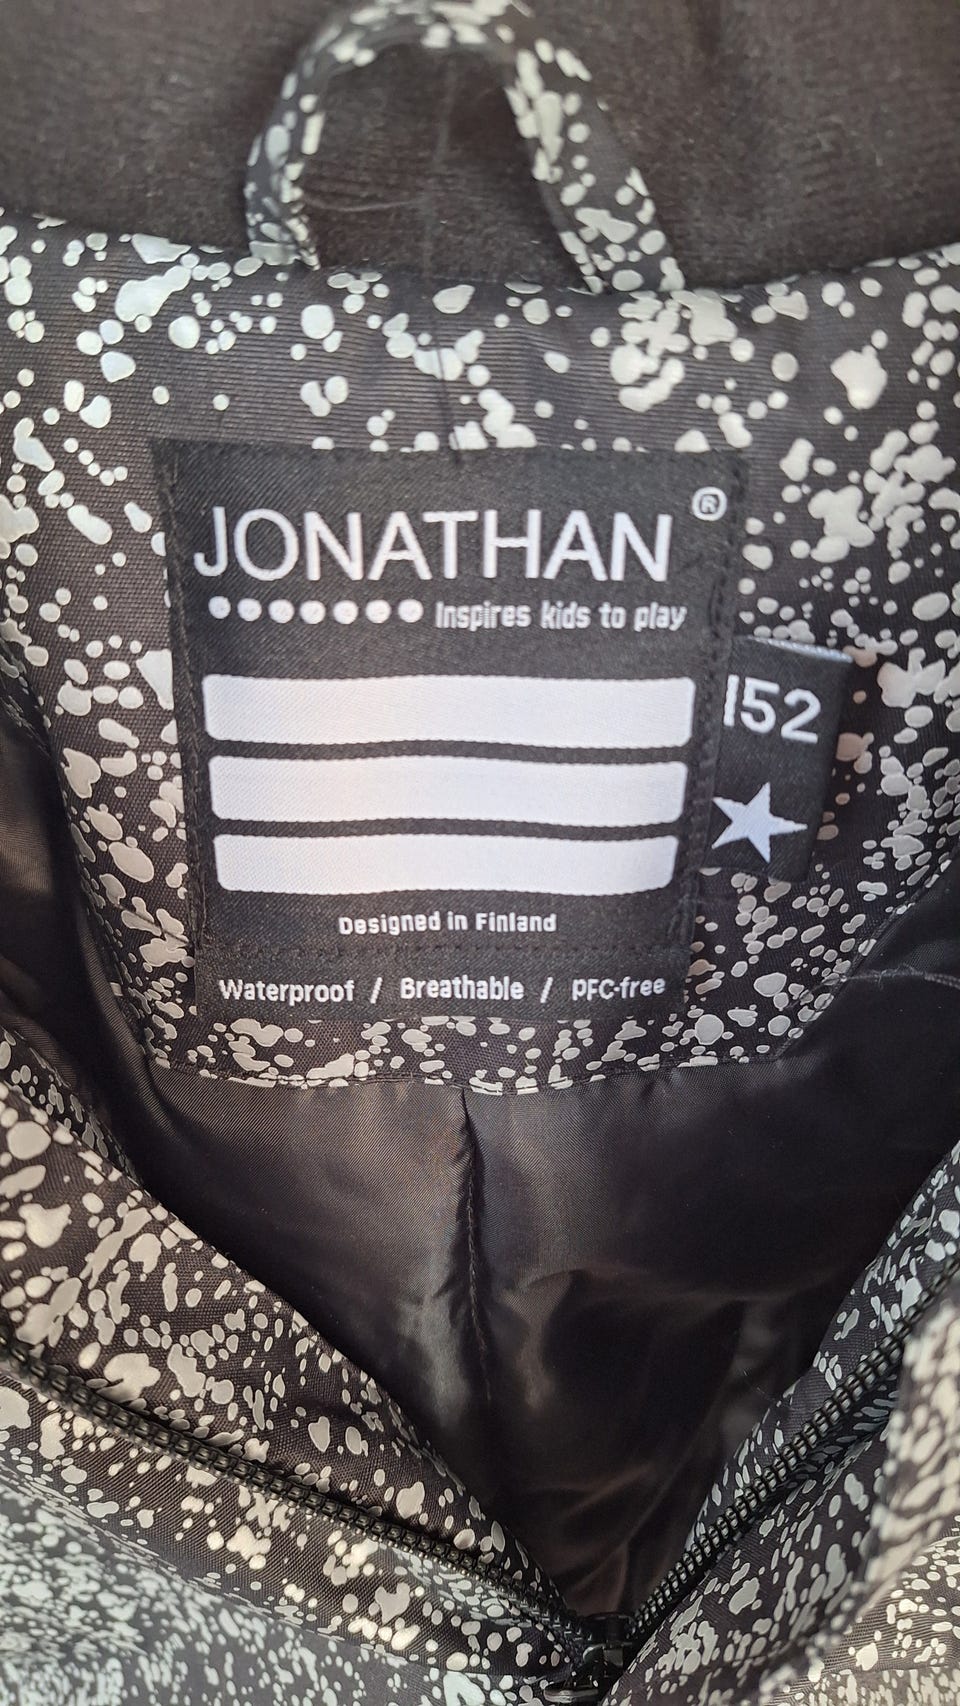 JONATHAN®
Inspires kids to play
152
Designed in Finland
Waterproof / Breathable / PFC-free